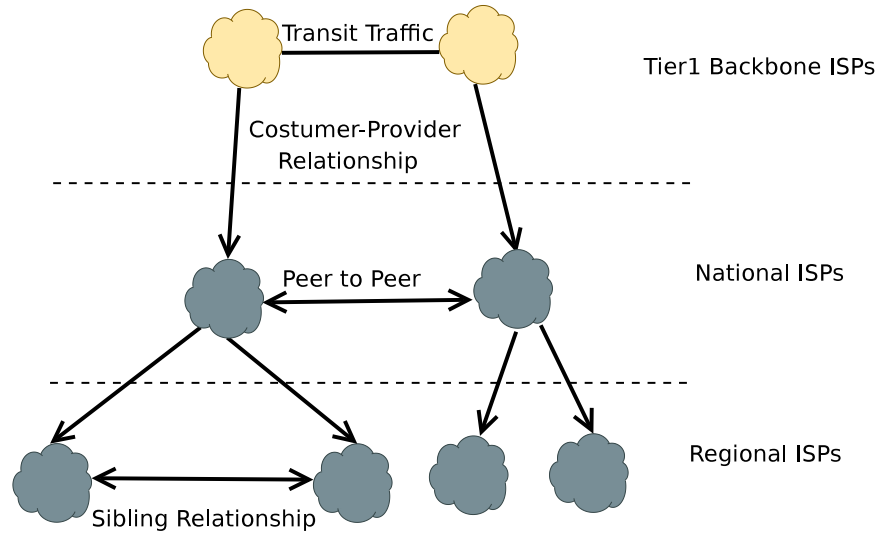 Transit Traffic
Tier1 Backbone ISPs
Costumer-Provider
Relationship
Peer to Peer
National ISPs
Regional ISPs
Sibling Relationship